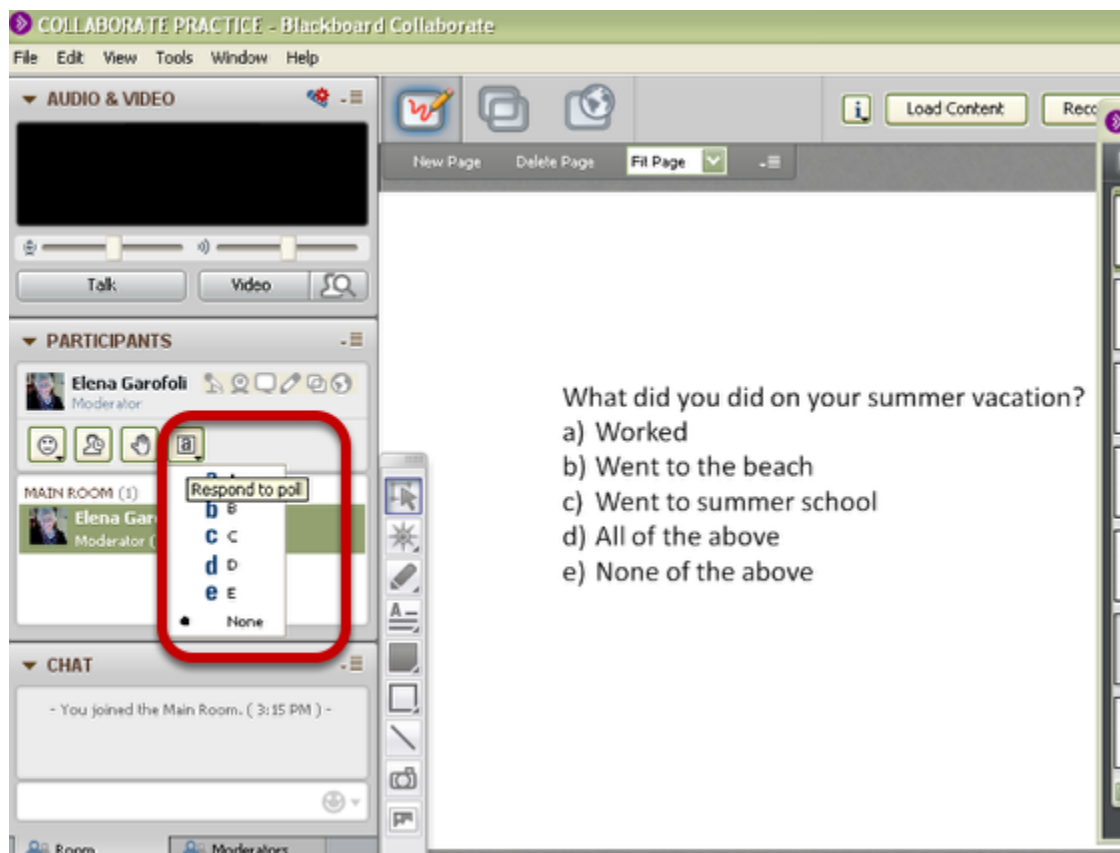 COLLABORATE PRACTICE - Blackboard Collaborate
File Edit View Tools Window Help
AUDIO & VIDEO
Talk
Video
PARTICIPANTS
Elena Garofoli
Moderator
a
MAIN ROOM (1)
Elena Gar
Moderator (
Respond to poll
b B
c C
d D
e E
None
CHAT
- You joined the Main Room. ( 3:15 PM ) -
Room
Moderators
i
Load Content
Reco
New Page Delete Page Fit Page
What did you did on your summer vacation?
a) Worked
b) Went to the beach
c) Went to summer school
d) All of the above
e) None of the above
A